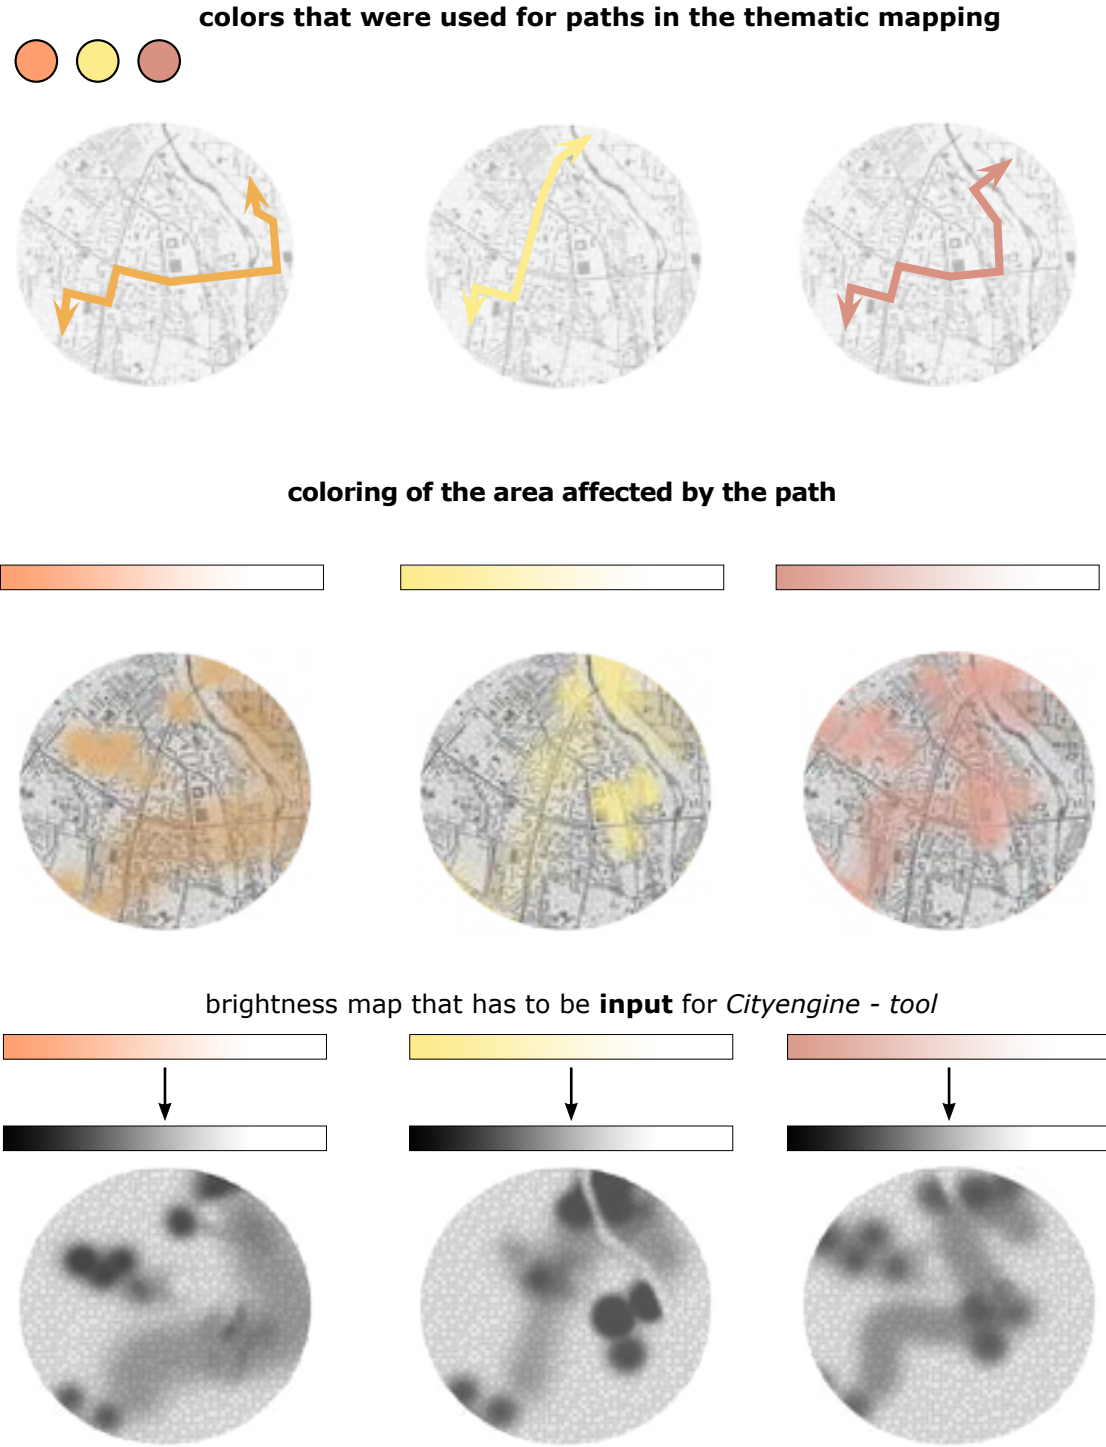 colors that were used for paths in the thematic mapping
coloring of the area affected by the path
brightness map that has to be input for Cityengine - tool